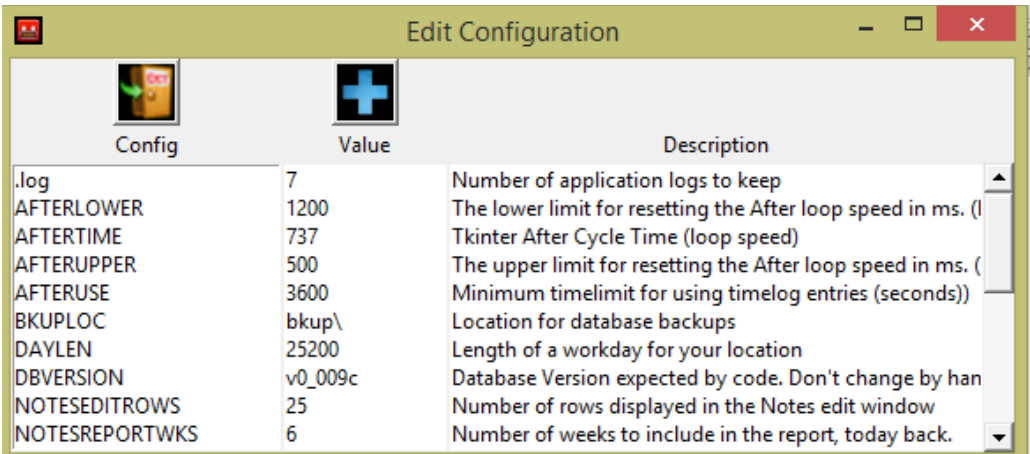 Edit Configuration
EXIT
Config Value Description
.log 7 Number of application logs to keep
AFTERLOWER 1200 The lower limit for resetting the After loop speed in ms. (l
AFTERTIME 737 Tkinter After Cycle Time (loop speed)
AFTERUPPER 500 The upper limit for resetting the After loop speed in ms. (
AFTERUSE 3600 Minimum timelimit for using timelog entries (seconds))
BKUPLOC bkup\ Location for database backups
DAYLEN 25200 Length of a workday for your location
DBVERSION v0_009c Database Version expected by code. Don't change by han
NOTESEDITROWS 25 Number of rows displayed in the Notes edit window
NOTESREPORTWKS 6 Number of weeks to include in the report, today back.